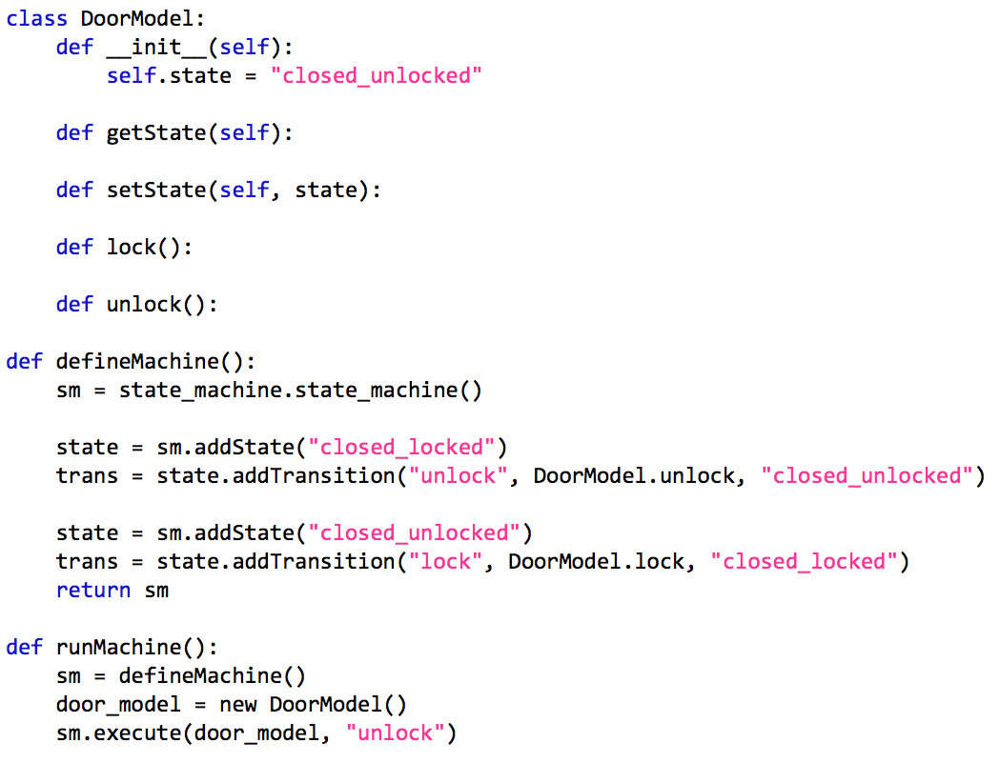 class DoorModel:
    def __init__(self):
        self.state = "closed_unlocked"

    def getState(self):

    def setState(self, state):

    def lock():

    def unlock():

def defineMachine():
    sm = state_machine.state_machine()

    state = sm.addState("closed_locked")
    trans = state.addTransition("unlock", DoorModel.unlock, "closed_unlocked")

    state = sm.addState("closed_unlocked")
    trans = state.addTransition("lock", DoorModel.lock, "closed_locked")
    return sm

def runMachine():
    sm = defineMachine()
    door_model = new DoorModel()
    sm.execute(door_model, "unlock")